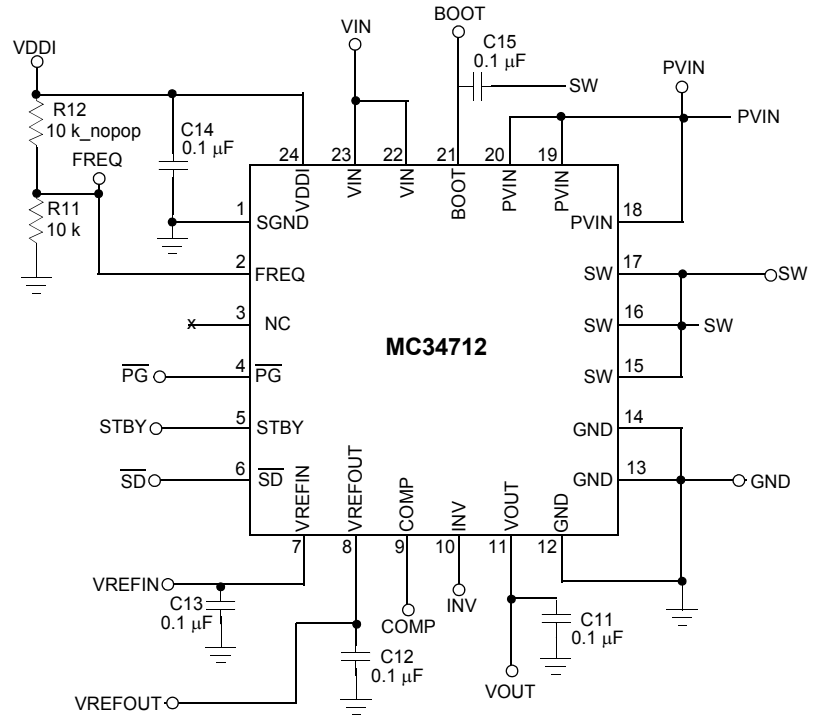 BOOT
VIN
C15
0.1 μF
SW
PVIN
PVIN
VDDI
R12
10 k_nopop
C14
0.1 μF
FREQ
R11
10 k
24
23
22
21
20
19
VDDI
VIN
VIN
BOOT
PVIN
PVIN
1
SGND
PVIN
18
2
FREQ
SW
17
SW
3
NC
x
SW
16
SW
MC34712
PG
4
PG
SW
15
STBY
5
STBY
GND
14
SD
6
SD
GND
13
GND
VREFIN
VREFOUT
COMP
INV
VOUT
GND
7
8
9
10
11
12
VREFIN
C13
0.1 μF
COMP
INV
C11
0.1 μF
C12
0.1 μF
VOUT
VREFOUT